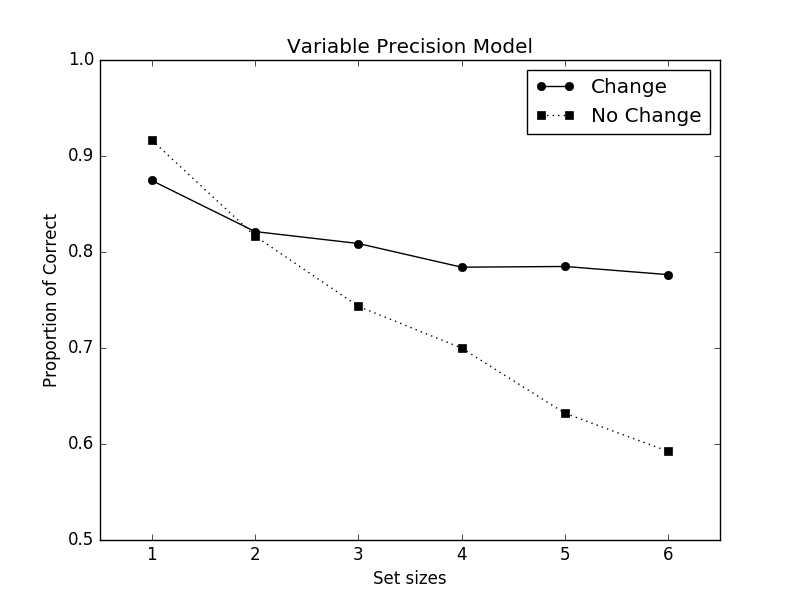 Variable Precision Model
Change
No Change
1.0
0.9
0.8
0.7
0.6
0.5
Proportion of Correct
1 2 3 4 5 6
Set sizes